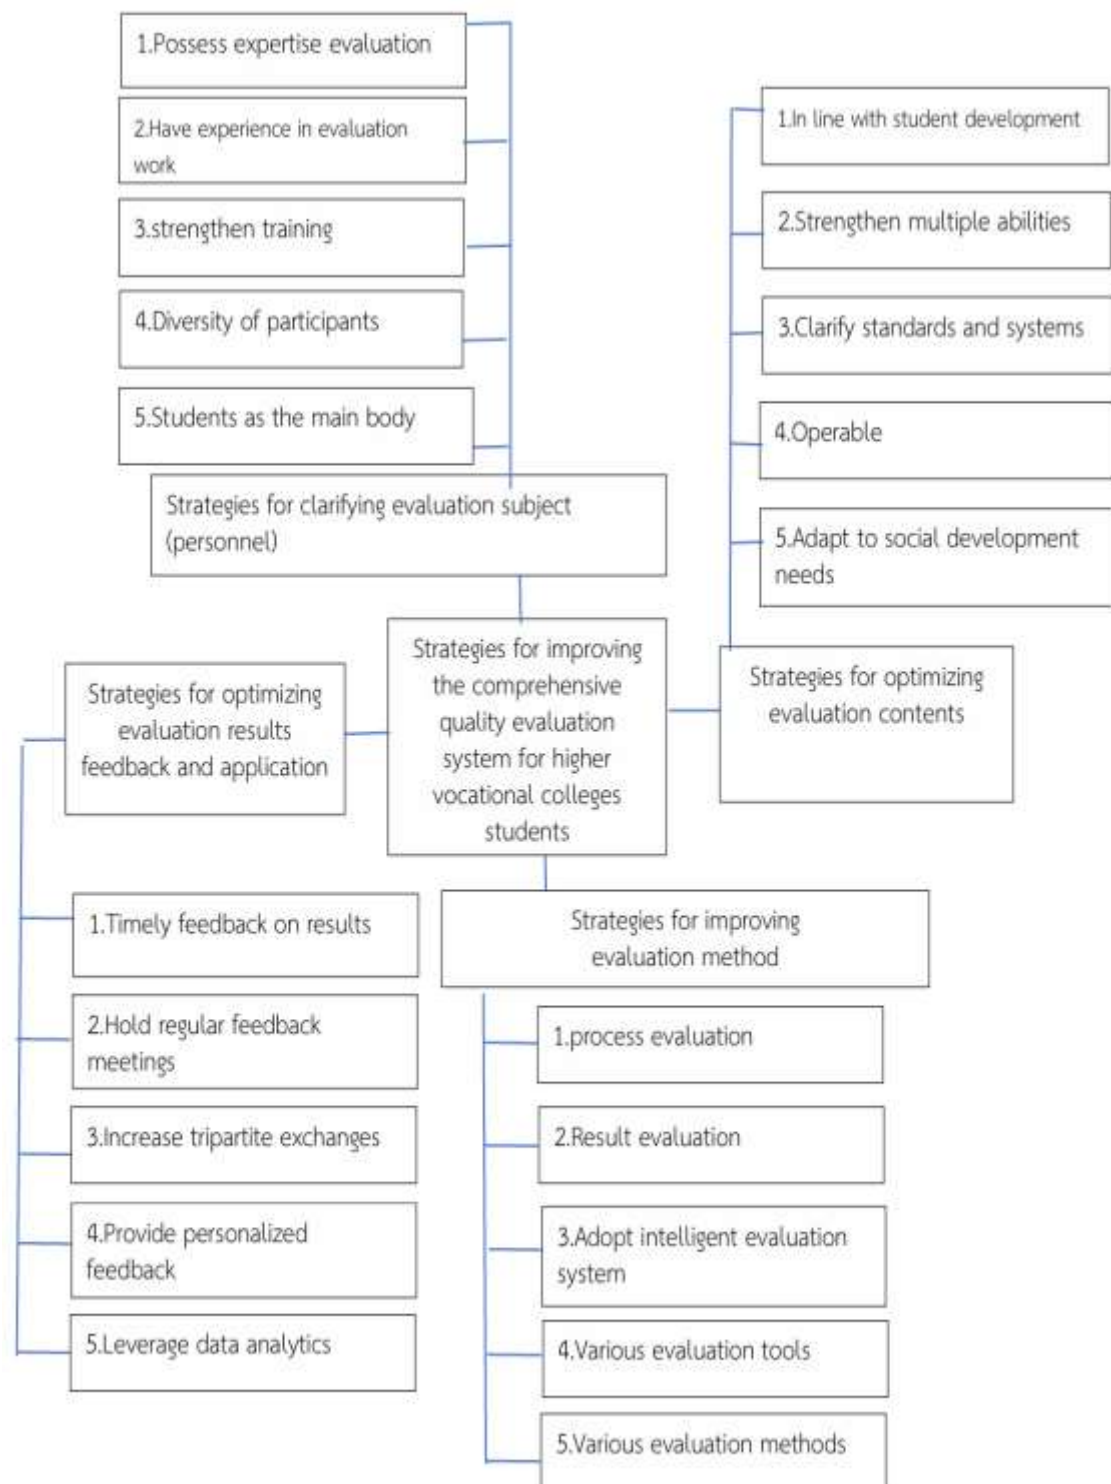 1.Possess expertise evaluation
2.Have experience in evaluation
work
3.strengthen training
4.Diversity of participants
5.Students as the main body
Strategies for clarifying evaluation subject
(personnel)
1.In line with student development
2.Strengthen multiple abilities
3.Clarify standards and systems
4.Operable
5.Adapt to social development
needs
Strategies for optimizing
evaluation results
feedback and application
Strategies for improving
the comprehensive
quality evaluation
system for higher
vocational colleges
students
Strategies for optimizing
evaluation contents
1.Timely feedback on results
2.Hold regular feedback
meetings
3.Increase tripartite exchanges
4.Provide personalized
feedback
5.Leverage data analytics
Strategies for improving
evaluation method
1.process evaluation
2.Result evaluation
3.Adopt intelligent evaluation
system
4.Various evaluation tools
5.Various evaluation methods